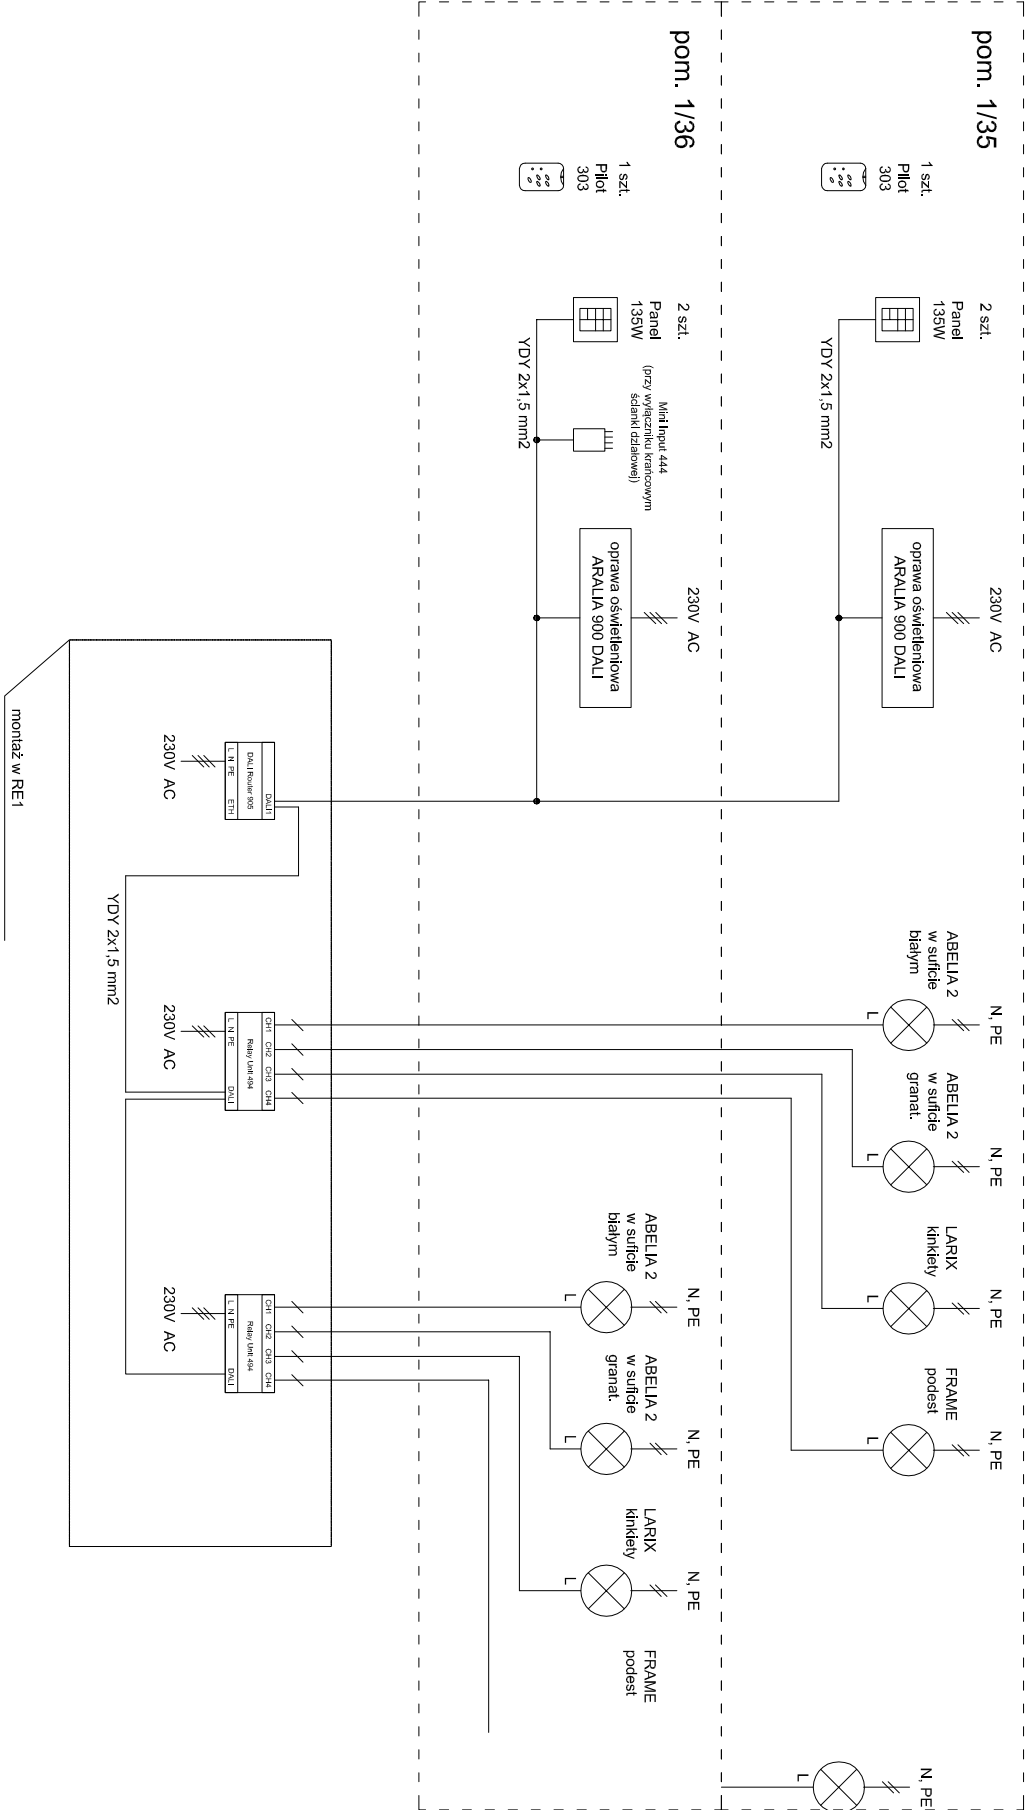 pom. 1/35
1 szt.
Pilot
303
2 szt.
Panel
135W
YDY 2x1,5 mm2
230V AC
oprawa oświetleniowa
ARALIA 900 DALI
ABELIA 2
w suficie
białym
N, PE
L
ABELIA 2
w suficie
granat.
N, PE
L
LARIX
kinkiety
N, PE
L
FRAME
podest
N, PE
L
N, PE
L
pom. 1/36
1 szt.
Pilot
303
2 szt.
Panel
135W
YDY 2x1,5 mm2
Mini Input 444
(przy wyłączniku krańcowym
ścianki działowej)
230V AC
oprawa oświetleniowa
ARALIA 900 DALI
ABELIA 2
w suficie
białym
N, PE
L
ABELIA 2
w suficie
granat.
N, PE
L
LARIX
kinkiety
N, PE
L
FRAME
podest
DALI1
DALI Router 905
L N PE ETH
230V AC
YDY 2x1,5 mm2
CH1 CH2 CH3 CH4
Relay Unit 494
L N PE DALI
230V AC
CH1 CH2 CH3 CH4
Relay Unit 494
L N PE DALI
230V AC
montaż w RE1